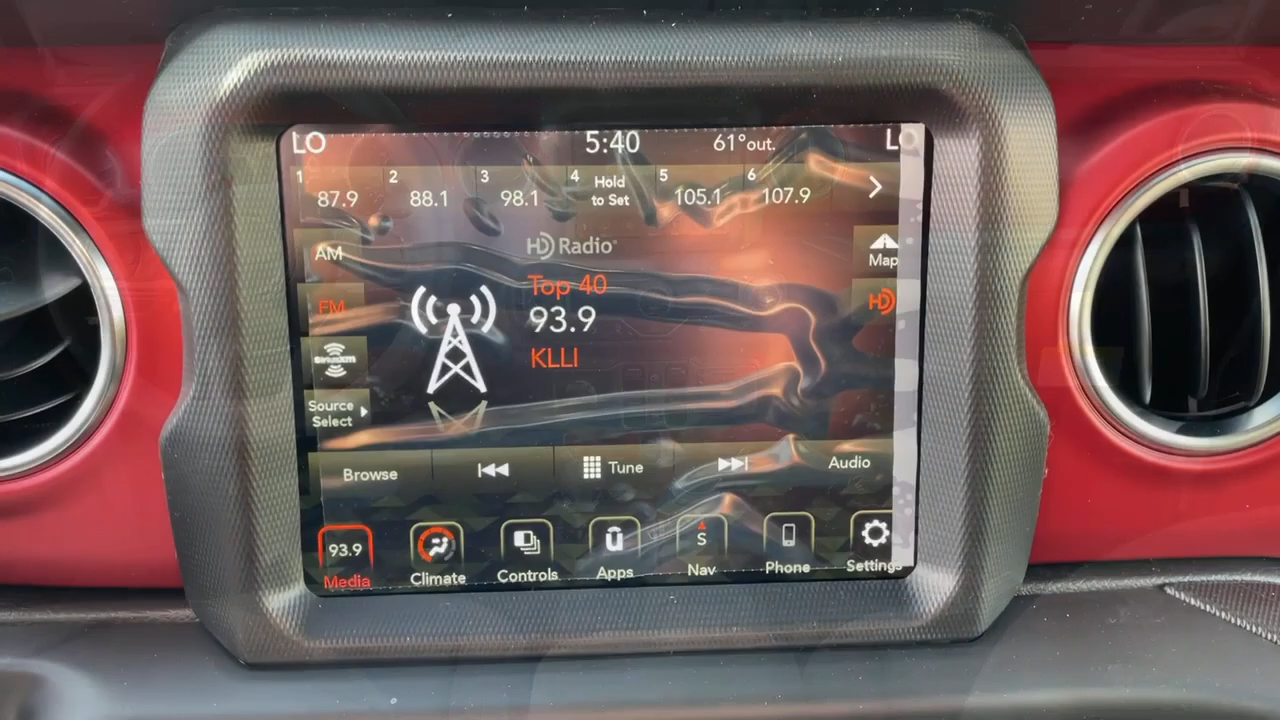 LO 5:40 61°out. LO
1 87.9 2 88.1 3 98.1 4 Hold to Set 5 105.1 6 107.9
HD Radio
AM
Map
Top 40
FM
93.9
HD
SiriusXM
KLLI
Source
Select
Browse Tune Audio
93.9 S
Media Climate Controls Apps Nav Phone Settings